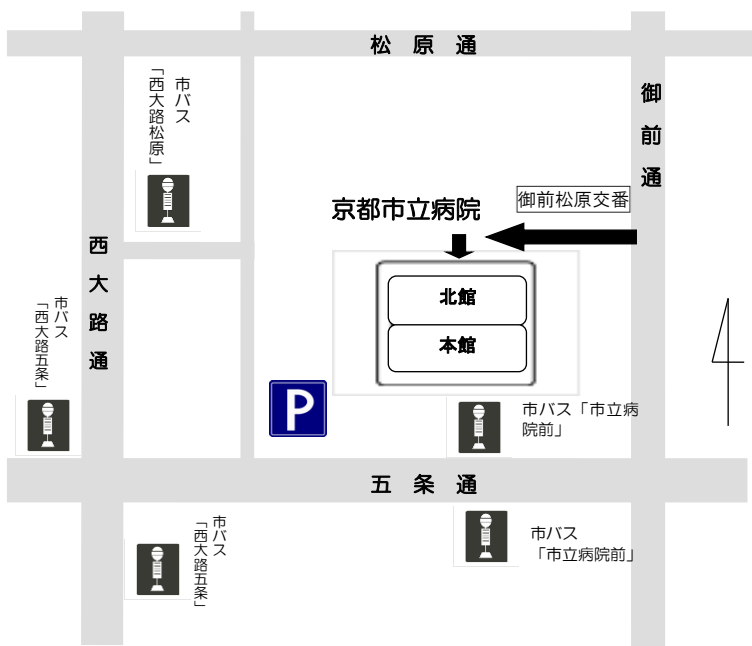 松原通
市バス
「西大路松原」
御前通
御前松原交番
京都市立病院
西大路通
北館
本館
市バス
「西大路五条」
P
市バス「市立病
院前」
五条通
市バス
「西大路五条」
市バス
「市立病院前」